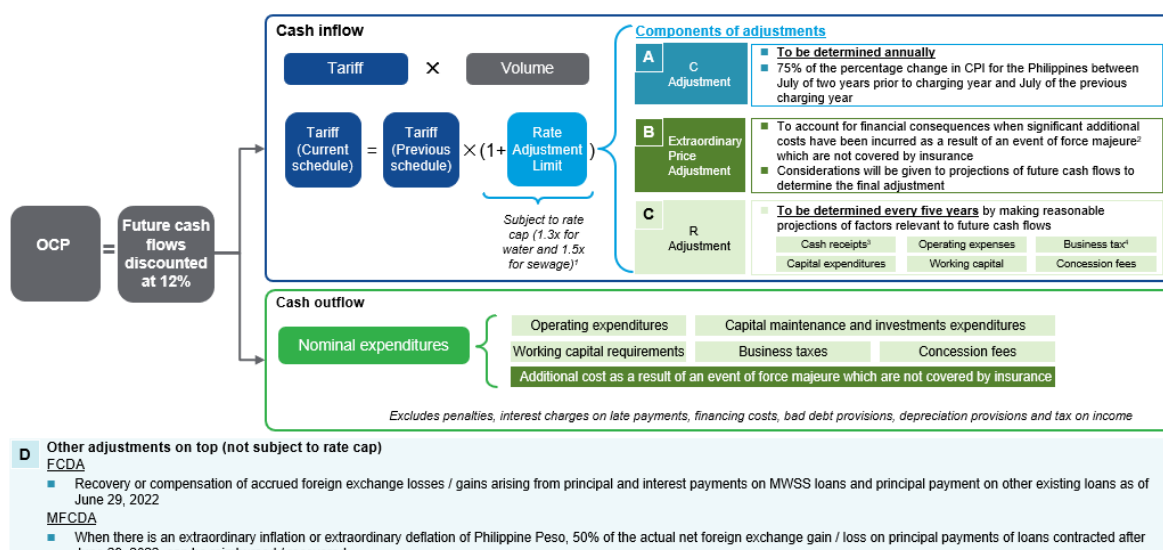 Cash inflow
Tariff × Volume
Tariff
(Current
schedule)
=
Tariff
(Previous
schedule)
×
(1+
Rate
Adjustment
Limit
)
Subject to rate
cap (1.3x for
water and 1.5x
for sewage)1
Components of adjustments
A
C
Adjustment
To be determined annually
75% of the percentage change in CPI for the Philippines between
July of two years prior to charging year and July of the previous
charging year
B
Extraordinary
Price
Adjustment
To account for financial consequences when significant additional
costs have been incurred as a result of an event of force majeure2
which are not covered by insurance
Considerations will be given to projections of future cash flows to
determine the final adjustment
C
R
Adjustment
To be determined every five years by making reasonable
projections of factors relevant to future cash flows
Cash receipts3 Operating expenses Business tax4
Capital expenditures Working capital Concession fees
OCP
=
Future cash
flows
discounted
at 12%
Cash outflow
Nominal expenditures
Operating expenditures Capital maintenance and investments expenditures
Working capital requirements Business taxes Concession fees
Additional cost as a result of an event of force majeure which are not covered by insurance
Excludes penalties, interest charges on late payments, financing costs, bad debt provisions, depreciation provisions and tax on income
D Other adjustments on top (not subject to rate cap)
FCDA
Recovery or compensation of accrued foreign exchange losses / gains arising from principal and interest payments on MWSS loans and principal payment on other existing loans as of
June 29, 2022
MFCDA
When there is an extraordinary inflation or extraordinary deflation of Philippine Peso, 50% of the actual net foreign exchange gain / loss on principal payments of loans contracted after